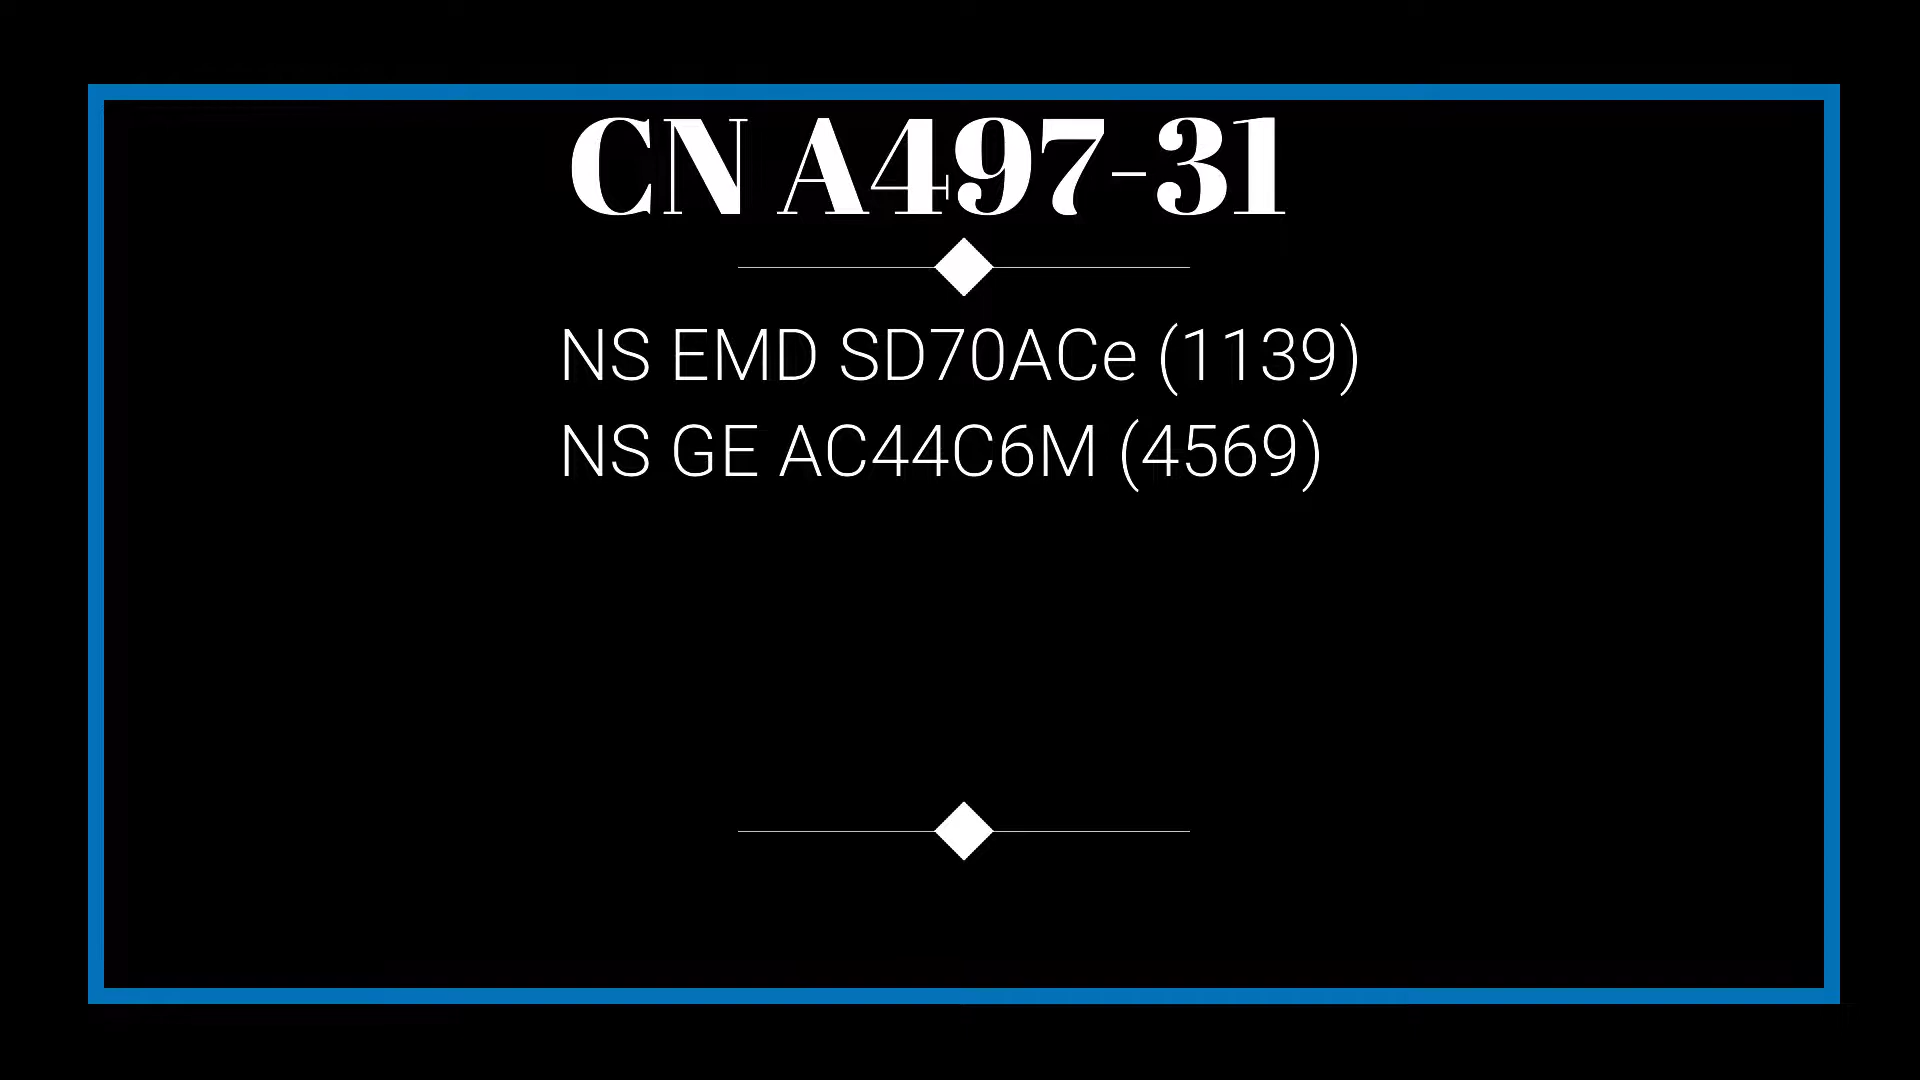 CN A497-31
NS EMD SD70ACe (1139)
NS GE AC44C6M (4569)